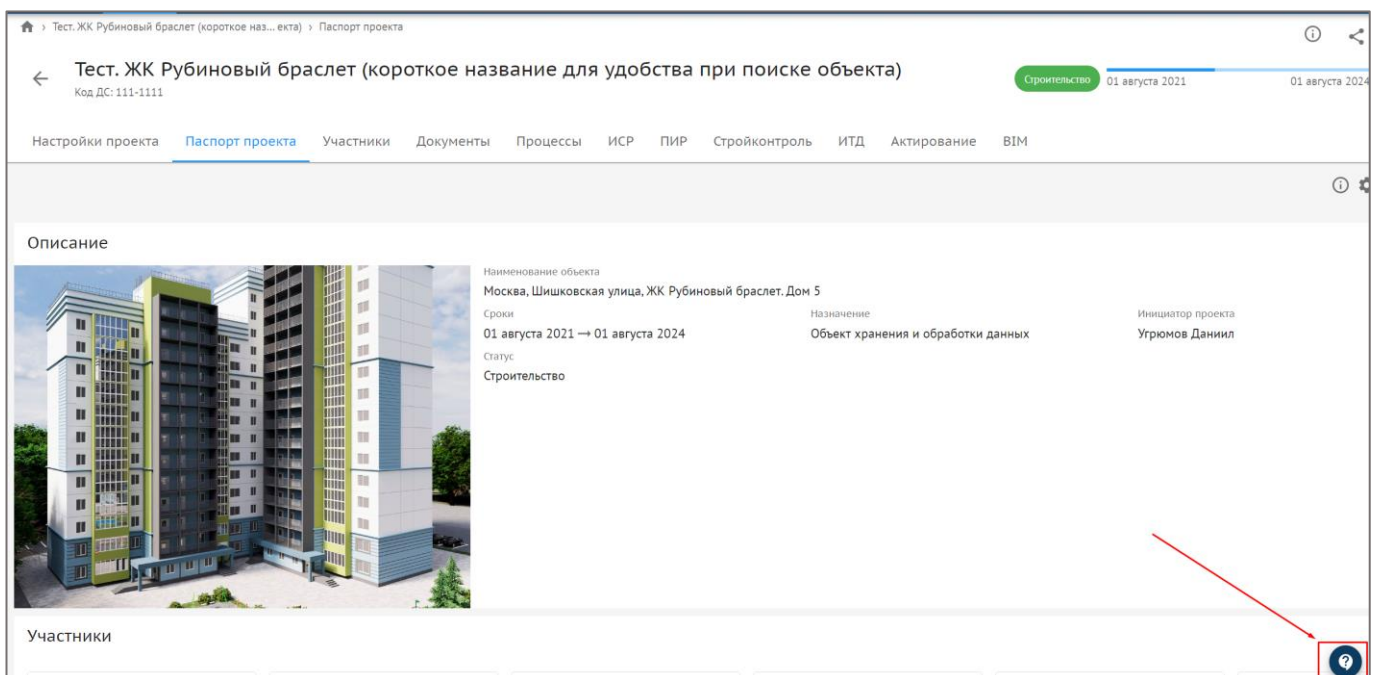 Тест. ЖК Рубиновый браслет (короткое наз... екта) › Паспорт проекта
Тест. ЖК Рубиновый браслет (короткое название для удобства при поиске объекта)
Код ДС: 111-1111
Строительство
01 августа 2021
01 августа 2024
Настройки проекта Паспорт проекта Участники Документы Процессы ИСР ПИР Стройконтроль ИТД Актирование BIM
Описание
Наименование объекта
Москва, Шишковская улица, ЖК Рубиновый браслет. Дом 5
Сроки Назначение Инициатор проекта
01 августа 2021 → 01 августа 2024 Объект хранения и обработки данных Угрюмов Даниил
Статус
Строительство
Участники